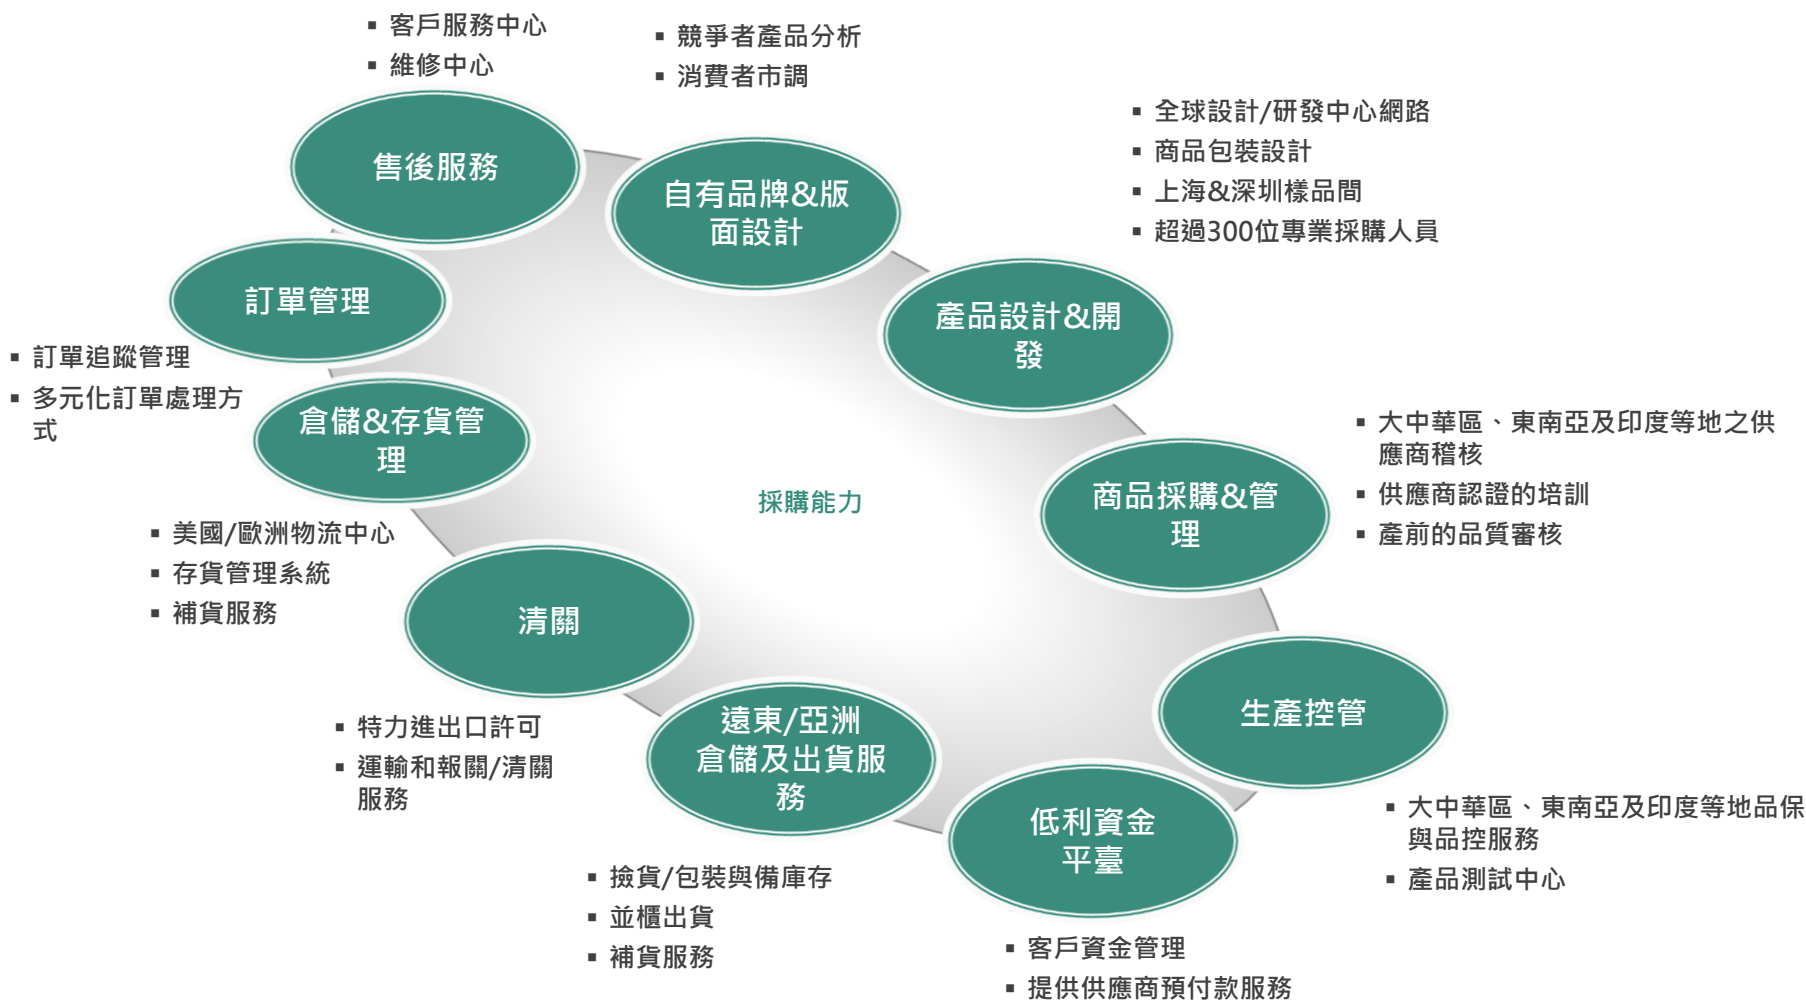 ▪ 客戶服務中心
▪ 維修中心
▪ 競爭者產品分析
▪ 消費者市調
▪ 全球設計/研發中心網路
▪ 商品包裝設計
▪ 上海&深圳樣品間
▪ 超過300位專業採購人員
售後服務
自有品牌&版
面設計
訂單管理
產品設計&開
發
▪ 訂單追蹤管理
▪ 多元化訂單處理方
式
倉儲&存貨管
理
▪ 大中華區、東南亞及印度等地之供
應商稽核
▪ 供應商認證的培訓
▪ 產前的品質審核
採購能力
商品採購&管
理
▪ 美國/歐洲物流中心
▪ 存貨管理系統
▪ 補貨服務
清關
生產控管
▪ 特力進出口許可
▪ 運輸和報關/清關
服務
遠東/亞洲
倉儲及出貨服
務
低利資金
平臺
▪ 大中華區、東南亞及印度等地品保
與品控服務
▪ 產品測試中心
▪ 撿貨/包裝與備庫存
▪ 並櫃出貨
▪ 補貨服務
▪ 客戶資金管理
▪ 提供供應商預付款服務